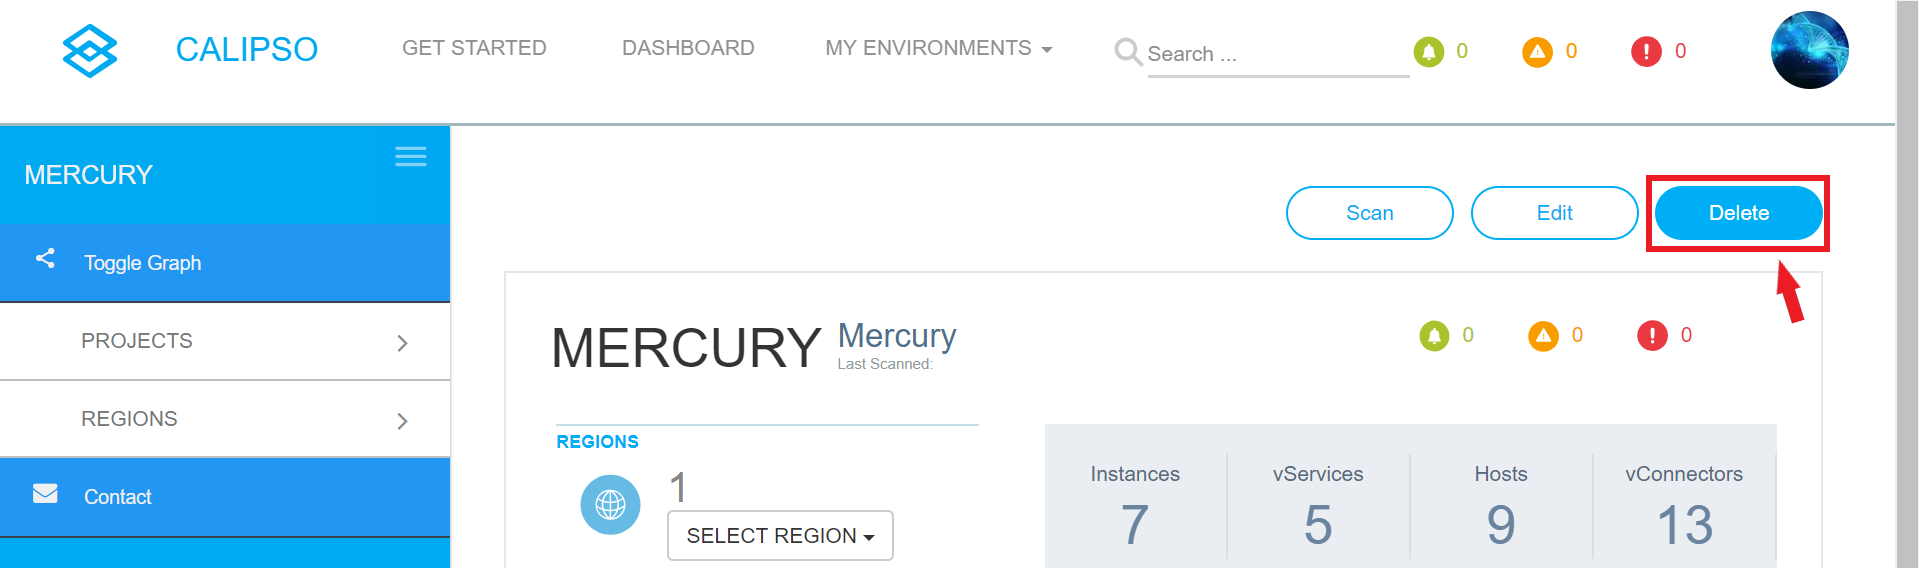 CALIPSO
GET STARTED
DASHBOARD
MY ENVIRONMENTS
Search ...
0
0
0
MERCURY
Toggle Graph
PROJECTS
REGIONS
Contact
Scan
Edit
Delete
MERCURY Mercury
Last Scanned:
0
0
0
REGIONS
1
SELECT REGION
Instances
7
vServices
5
Hosts
9
vConnectors
13